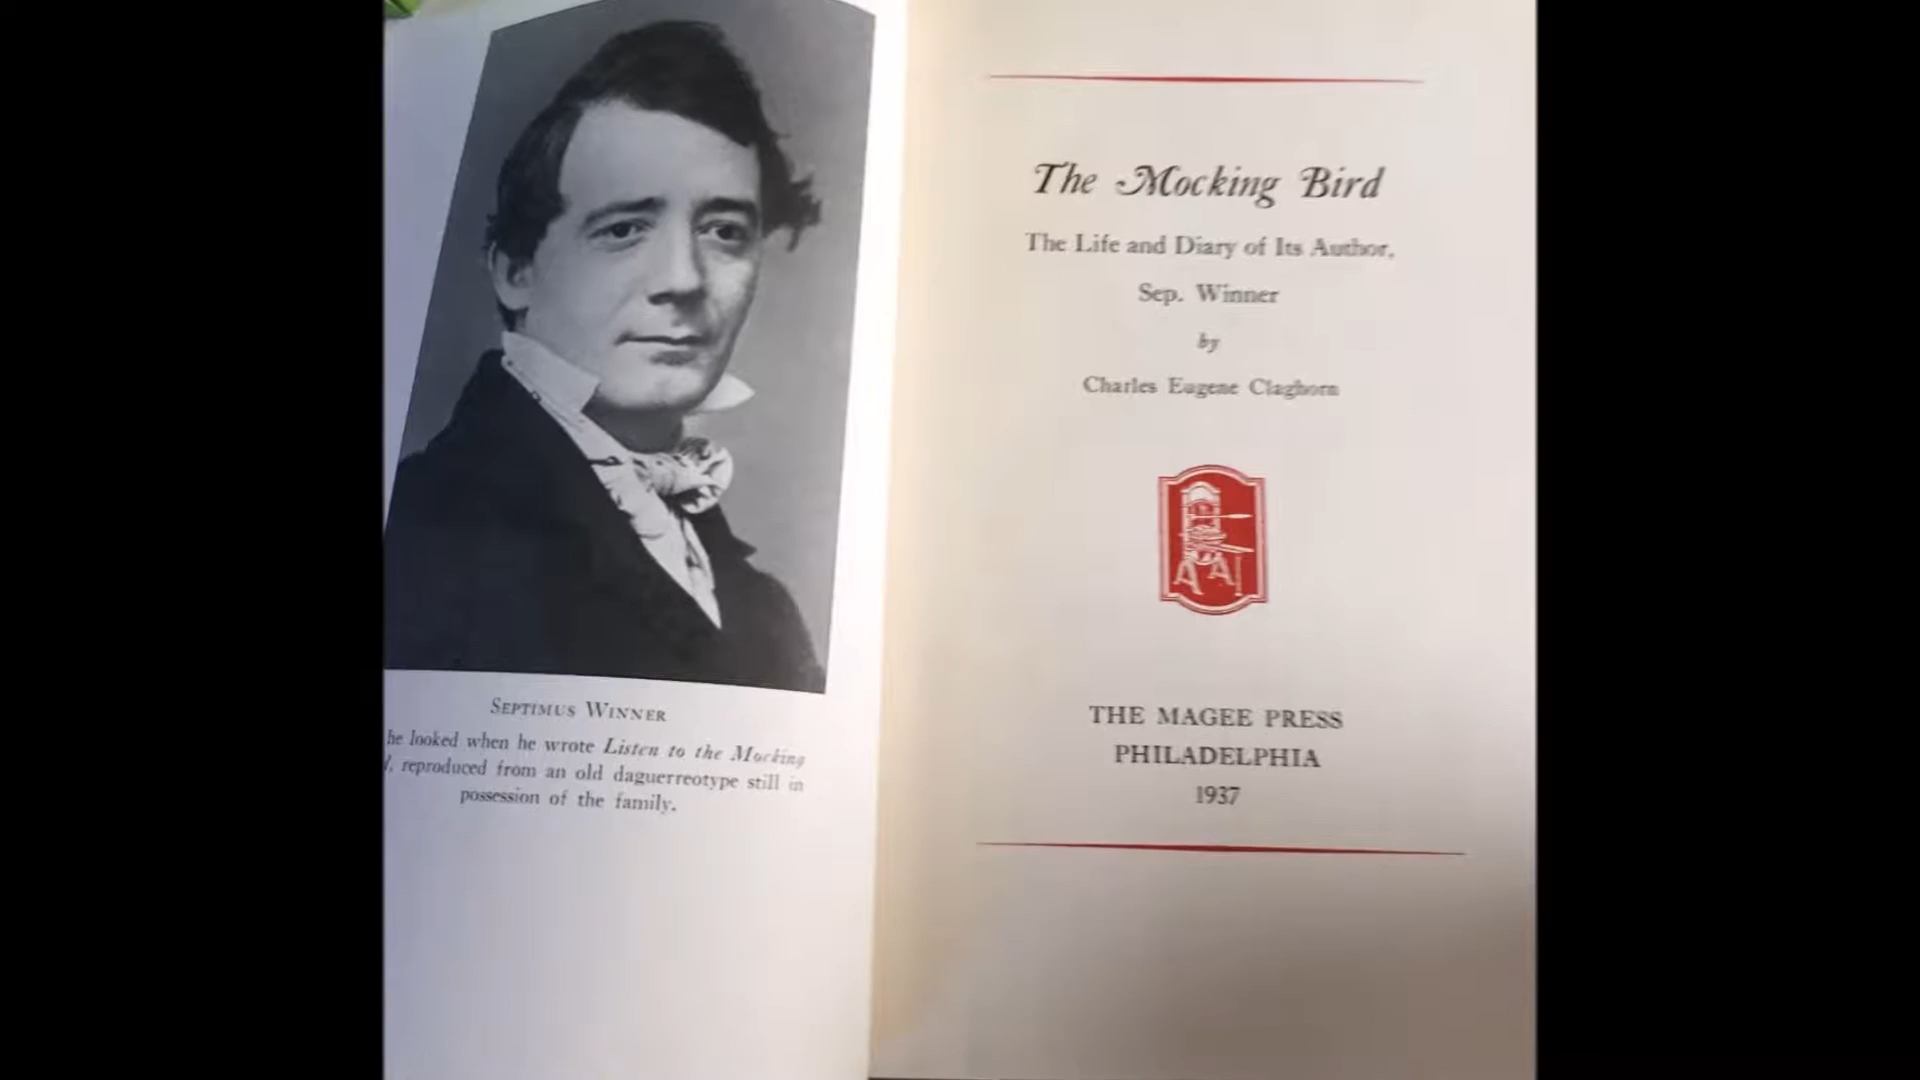 SEPTIMUS WINNER
he looked when he wrote Listen to the Mocking
reproduced from an old daguerreotype still in
possession of the family.
The Mocking Bird
The Life and Diary of Its Author,
Sep. Winner
by
Charles Eugene Claghorn
THE MAGEE PRESS
PHILADELPHIA
1937